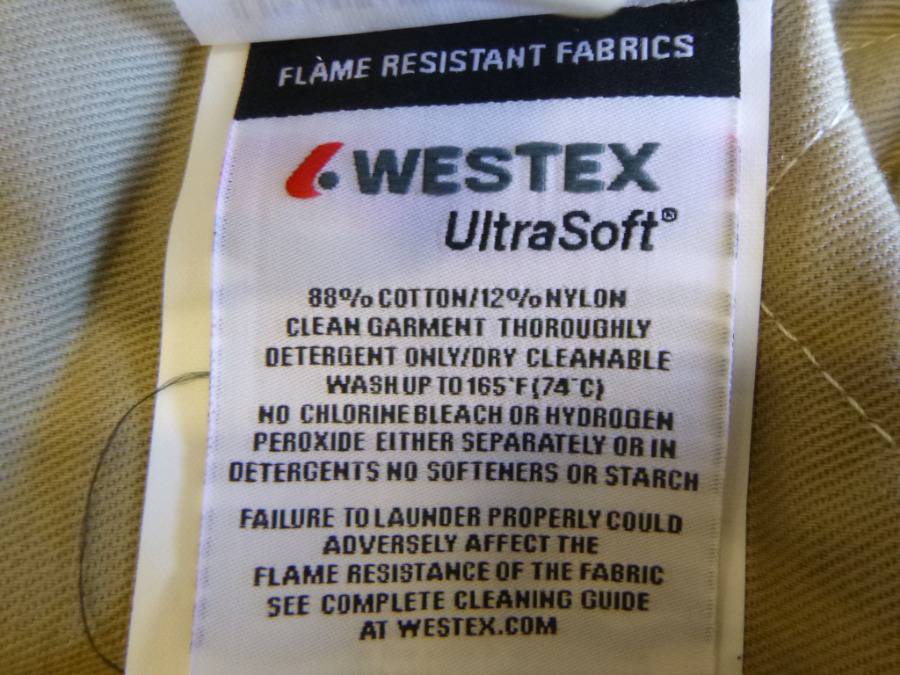 FLAME RESISTANT FABRICS
WESTEX
UltraSoft®
88% COTTON/12% NYLON
CLEAN GARMENT THOROUGHLY
DETERGENT ONLY/DRY CLEANABLE
WASH UP TO 165°F (74°C)
NO CHLORINE BLEACH OR HYDROGEN
PEROXIDE EITHER SEPARATELY OR IN
DETERGENTS NO SOFTENERS OR STARCH
FAILURE TO LAUNDER PROPERLY COULD
ADVERSELY AFFECT THE
FLAME RESISTANCE OF THE FABRIC
SEE COMPLETE CLEANING GUIDE
AT WESTEX.COM